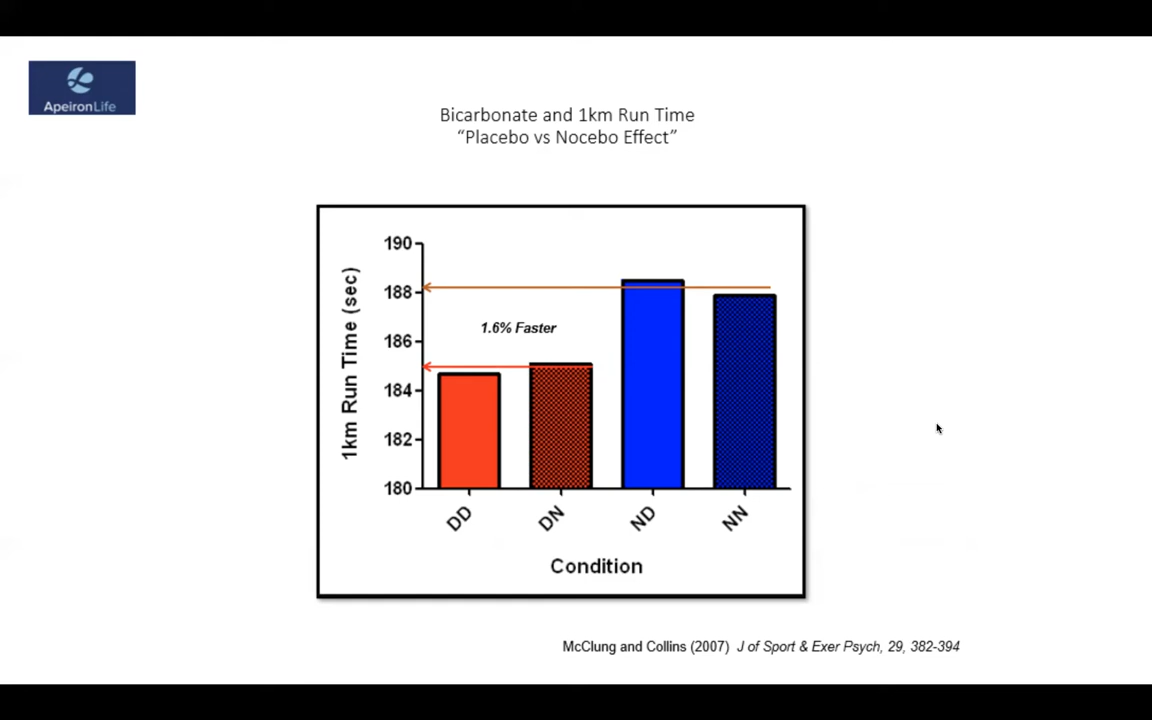 ApeironLife
Bicarbonate and 1km Run Time
“Placebo vs Nocebo Effect”
190
188
186
184
182
180
1km Run Time (sec)
1.6% Faster
DD
DN
ND
NN
Condition
McClung and Collins (2007) J of Sport & Exer Psych, 29, 382-394